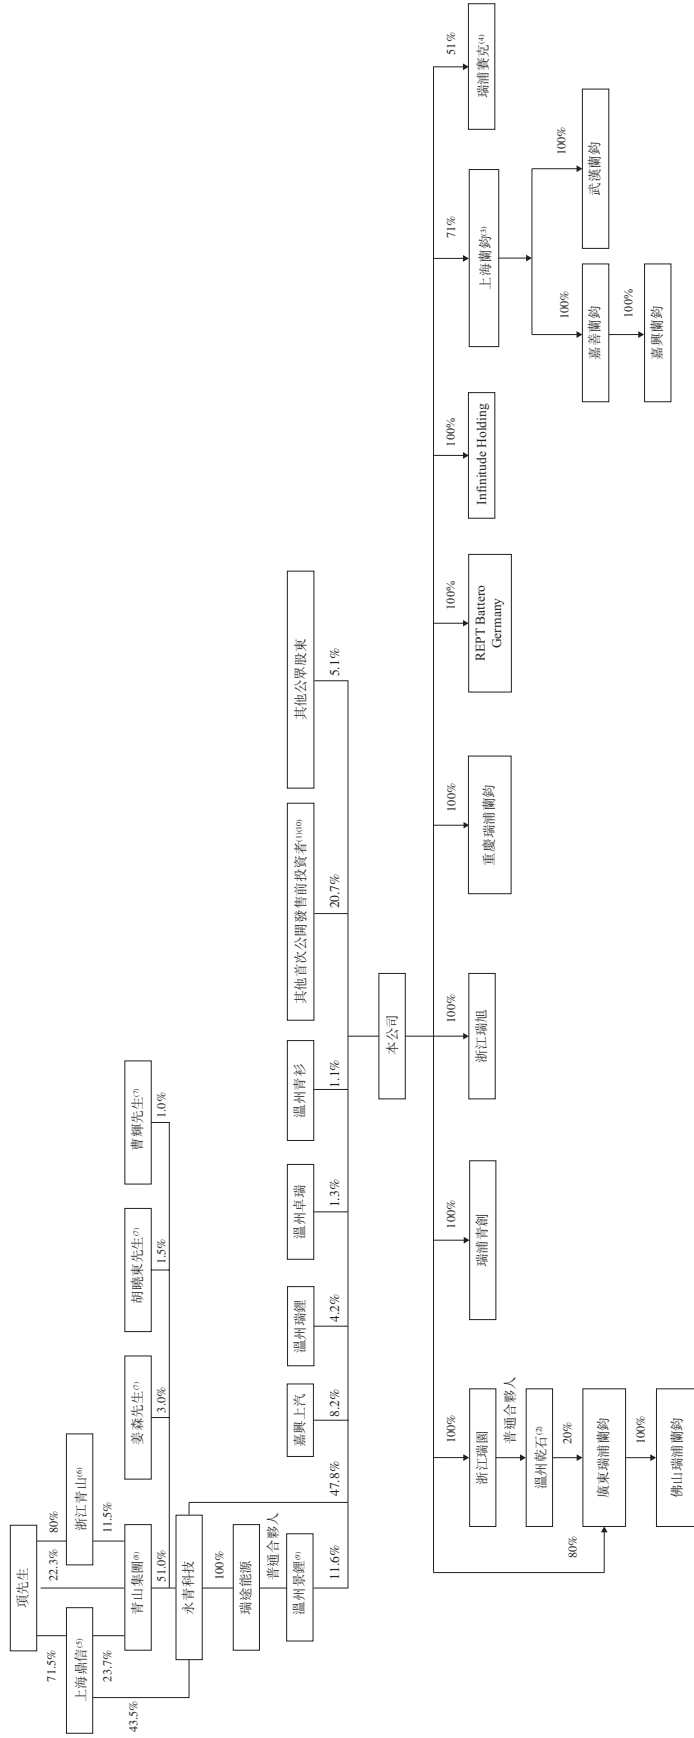 項先生
71.5%
22.3%
80%
上海鼎信(5)
浙江青山(6)
23.7%
11.5%
43.5%
青山集團(8)
姜森先生(7)
胡曉東先生(7)
曹輝先生(7)
51.0%
3.0%
1.5%
1.0%
永青科技
100%
瑞途能源
普通合夥人
溫州景鋰(9)
嘉興上汽
溫州瑞鋰
溫州卓瑞
溫州青衫
其他首次公開發售前投資者(1)(10)
其他公眾股東
11.6%
47.8%
8.2%
4.2%
1.3%
1.1%
20.7%
5.1%
本公司
100%
100%
100%
100%
100%
100%
71%
51%
浙江瑞園
瑞浦青創
浙江瑞旭
重慶瑞浦蘭鈞
REPT Battero
Germany
Infinitude Holding
上海蘭鈞(3)
瑞浦賽克(4)
普通合夥人
溫州乾石(2)
80%
20%
100%
100%
廣東瑞浦蘭鈞
嘉善蘭鈞
武漢蘭鈞
100%
100%
佛山瑞浦蘭鈞
嘉興蘭鈞